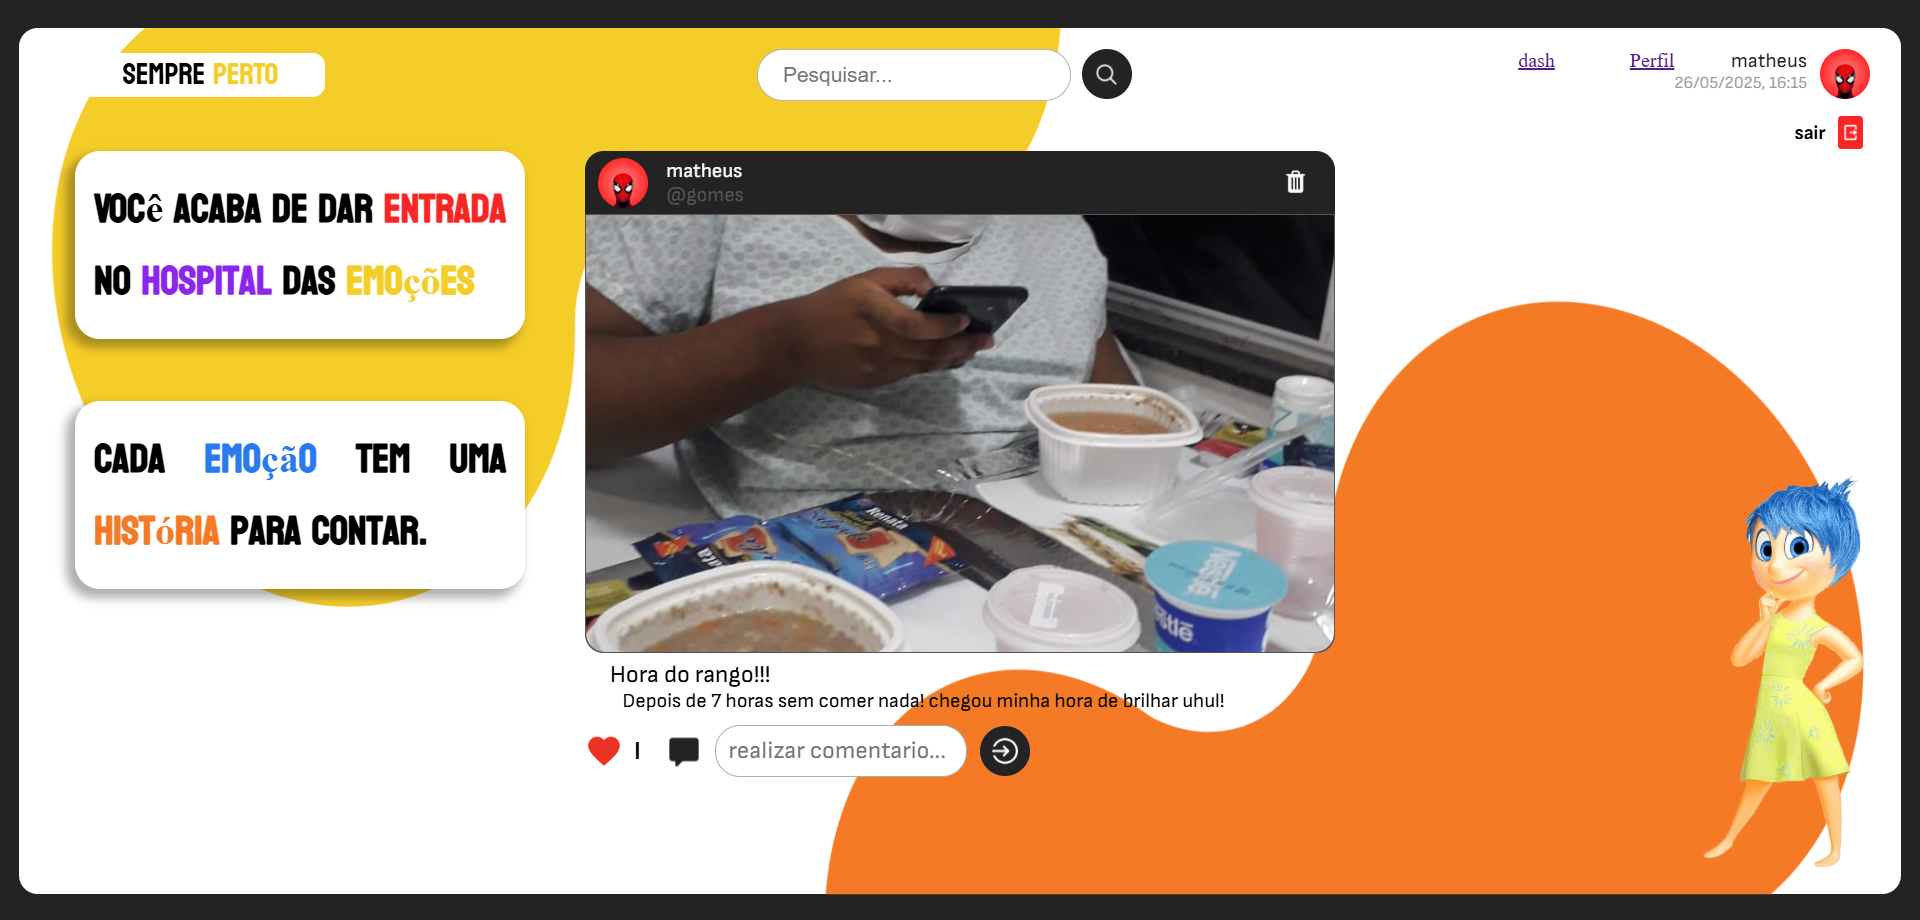 SEMPRE PERTO
Pesquisar...
dash
Perfil
matheus
26/05/2025, 16:15
sair
VOCê ACABA DE DAR ENTRADA
NO HOSPITAL DAS EMOçõES
CADA EMOçãO TEM UMA
HISTóRIA PARA CONTAR.
matheus
@gomes
Renata
Nestlé
Hora do rango!!!
Depois de 7 horas sem comer nada! chegou minha hora de brilhar uhul!
1
realizar comentario...